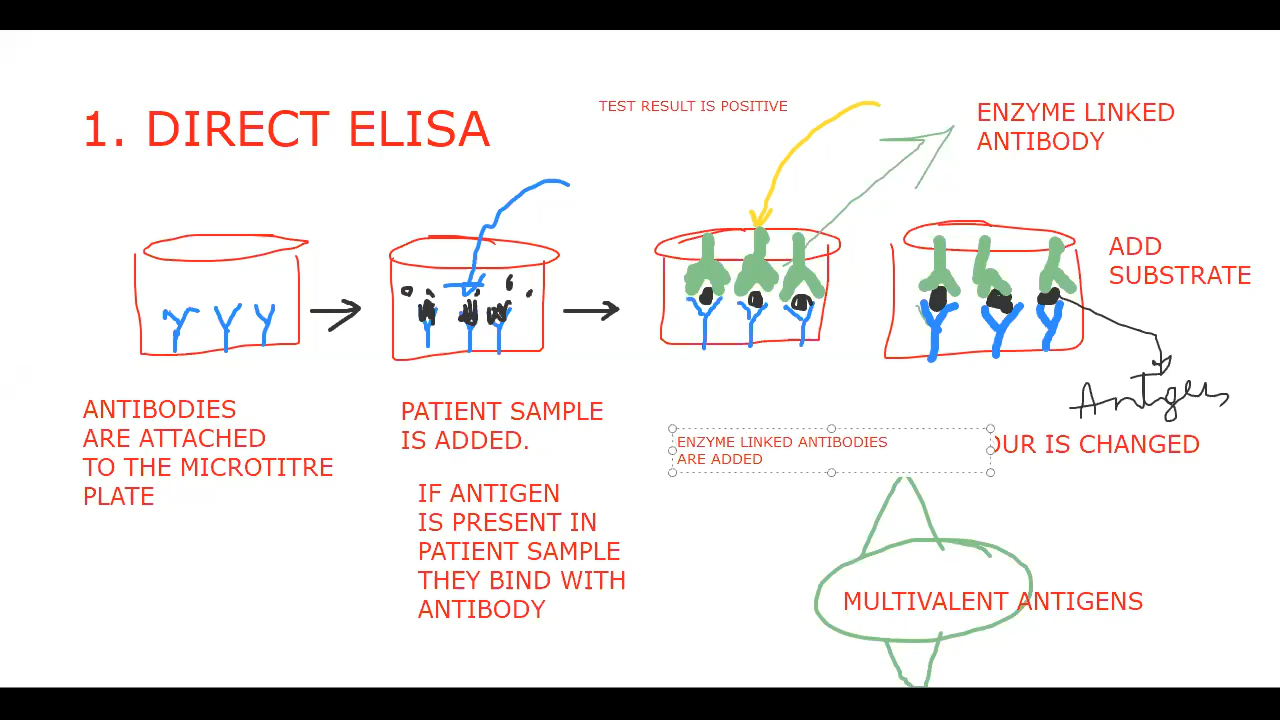 1. DIRECT ELISA
TEST RESULT IS POSITIVE
ENZYME LINKED
ANTIBODY
ADD
SUBSTRATE
Antigen
ANTIBODIES
ARE ATTACHED
TO THE MICROTITRE
PLATE
PATIENT SAMPLE
IS ADDED.
IF ANTIGEN
IS PRESENT IN
PATIENT SAMPLE
THEY BIND WITH
ANTIBODY
ENZYME LINKED ANTIBODIES
ARE ADDED
OUR IS CHANGED
MULTIVALENT ANTIGENS